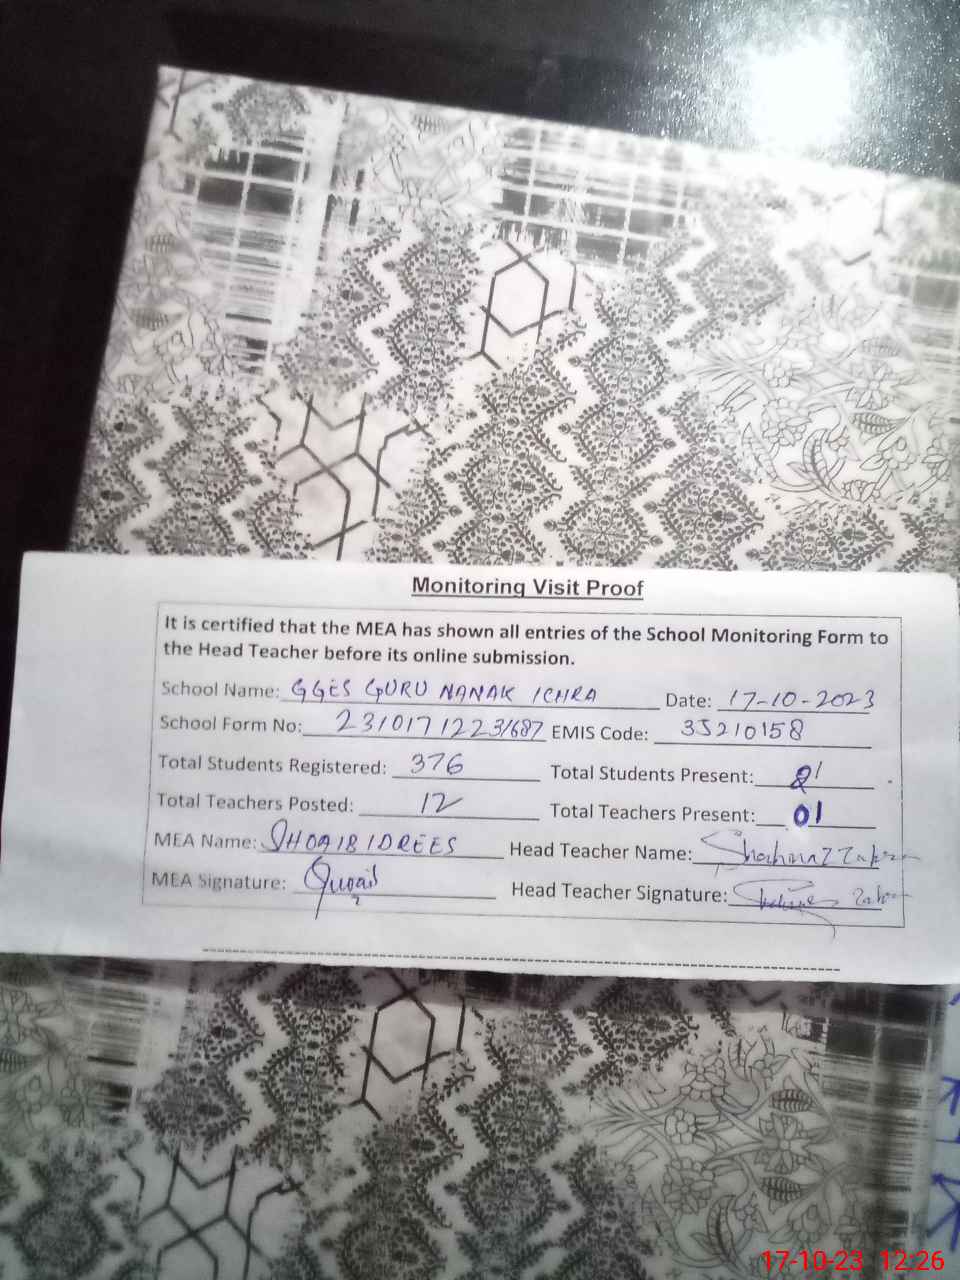 Monitoring Visit Proof
It is certified that the MEA has shown all entries of the School Monitoring Form to
the Head Teacher before its online submission.
School Name: GGES GURU NANAK ICHRA Date: 17-10-2023
School Form No: 2310171223/687 EMIS Code: 35210158
Total Students Registered: 376 Total Students Present: 21
Total Teachers Posted: 12 Total Teachers Present: 01
MEA Name: SHOAIB IDREES Head Teacher Name:
MEA Signature: Head Teacher Signature:
17-10-23 12:26